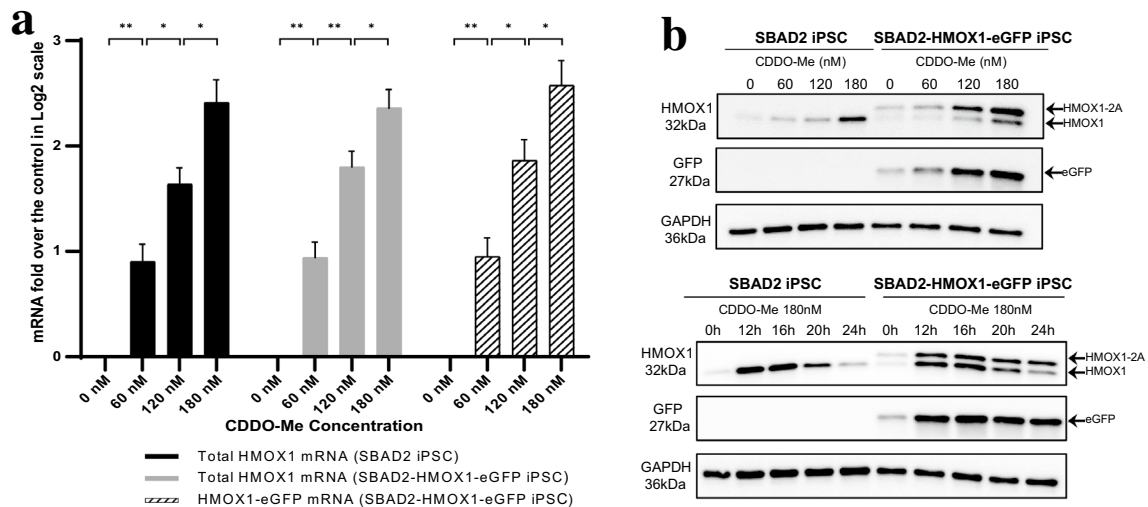 a
** * * ** ** * ** * *
mRNA fold over the control in Log2 scale
3
2
1
0
0 nM 60 nM 120 nM 180 nM 0 nM 60 nM 120 nM 180 nM 0 nM 60 nM 120 nM 180 nM
CDDO-Me Concentration
Total HMOX1 mRNA (SBAD2 iPSC)
Total HMOX1 mRNA (SBAD2-HMOX1-eGFP iPSC)
HMOX1-eGFP mRNA (SBAD2-HMOX1-eGFP iPSC)
b
SBAD2 iPSC SBAD2-HMOX1-eGFP iPSC
CDDO-Me (nM) CDDO-Me (nM)
0 60 120 180 0 60 120 180
HMOX1
32kDa
HMOX1-2A
HMOX1
GFP
27kDa
eGFP
GAPDH
36kDa
SBAD2 iPSC SBAD2-HMOX1-eGFP iPSC
CDDO-Me 180nM CDDO-Me 180nM
0h 12h 16h 20h 24h 0h 12h 16h 20h 24h
HMOX1
32kDa
HMOX1-2A
HMOX1
GFP
27kDa
eGFP
GAPDH
36kDa